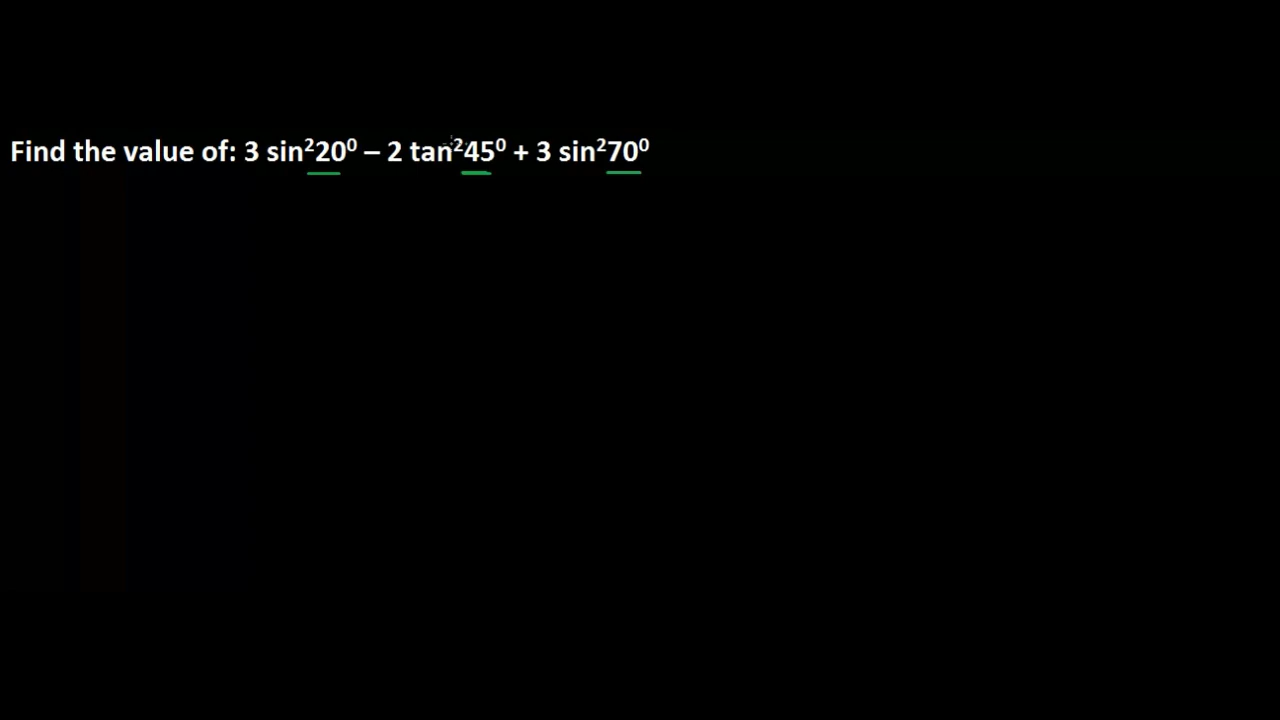 Find the value of: 3 sin²20⁰ – 2 tan²45⁰ + 3 sin²70⁰